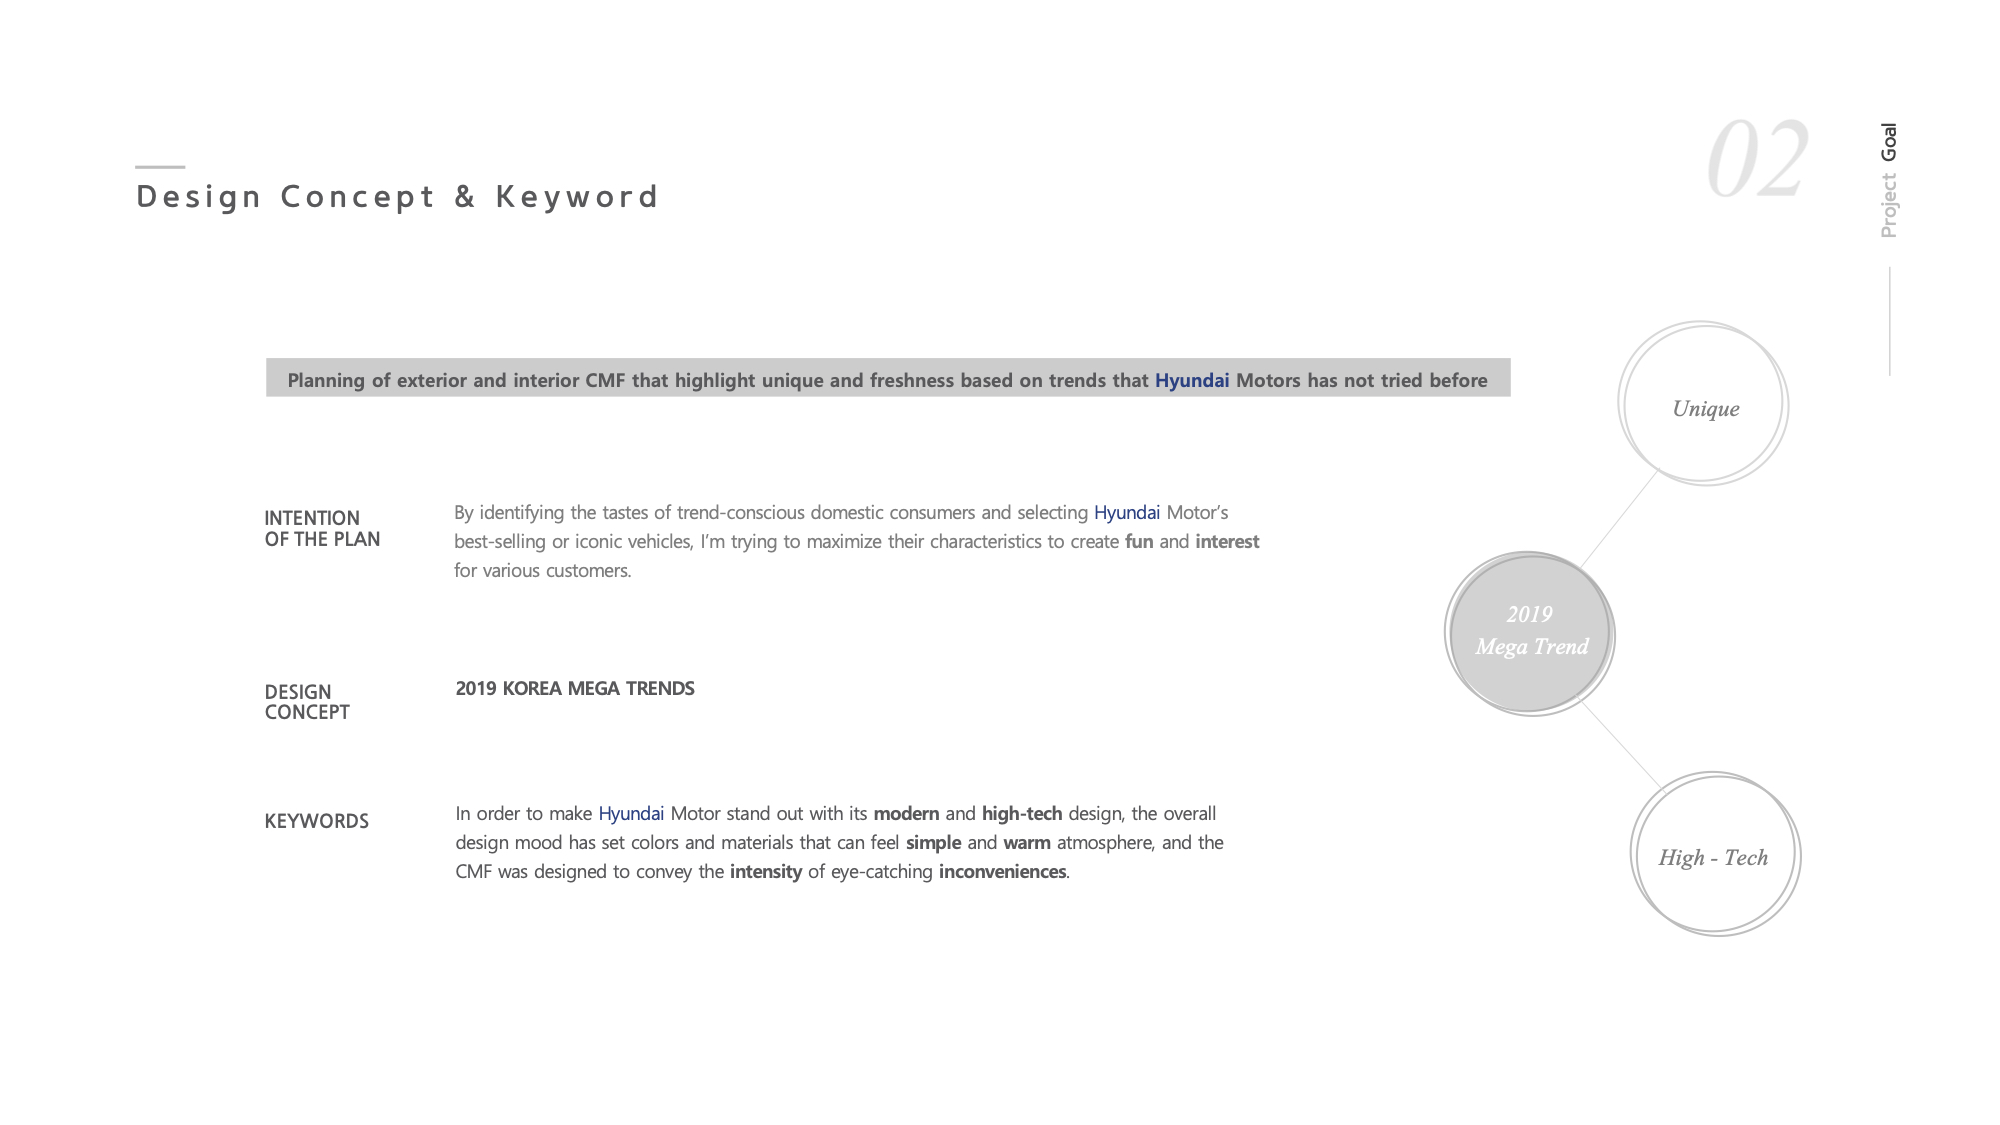 02
Project Goal
Design Concept & Keyword
Planning of exterior and interior CMF that highlight unique and freshness based on trends that Hyundai Motors has not tried before
INTENTION
OF THE PLAN
By identifying the tastes of trend-conscious domestic consumers and selecting Hyundai Motor’s
best-selling or iconic vehicles, I’m trying to maximize their characteristics to create fun and interest
for various customers.
DESIGN
CONCEPT
2019 KOREA MEGA TRENDS
KEYWORDS
In order to make Hyundai Motor stand out with its modern and high-tech design, the overall
design mood has set colors and materials that can feel simple and warm atmosphere, and the
CMF was designed to convey the intensity of eye-catching inconveniences.
Unique
2019
Mega Trend
High - Tech